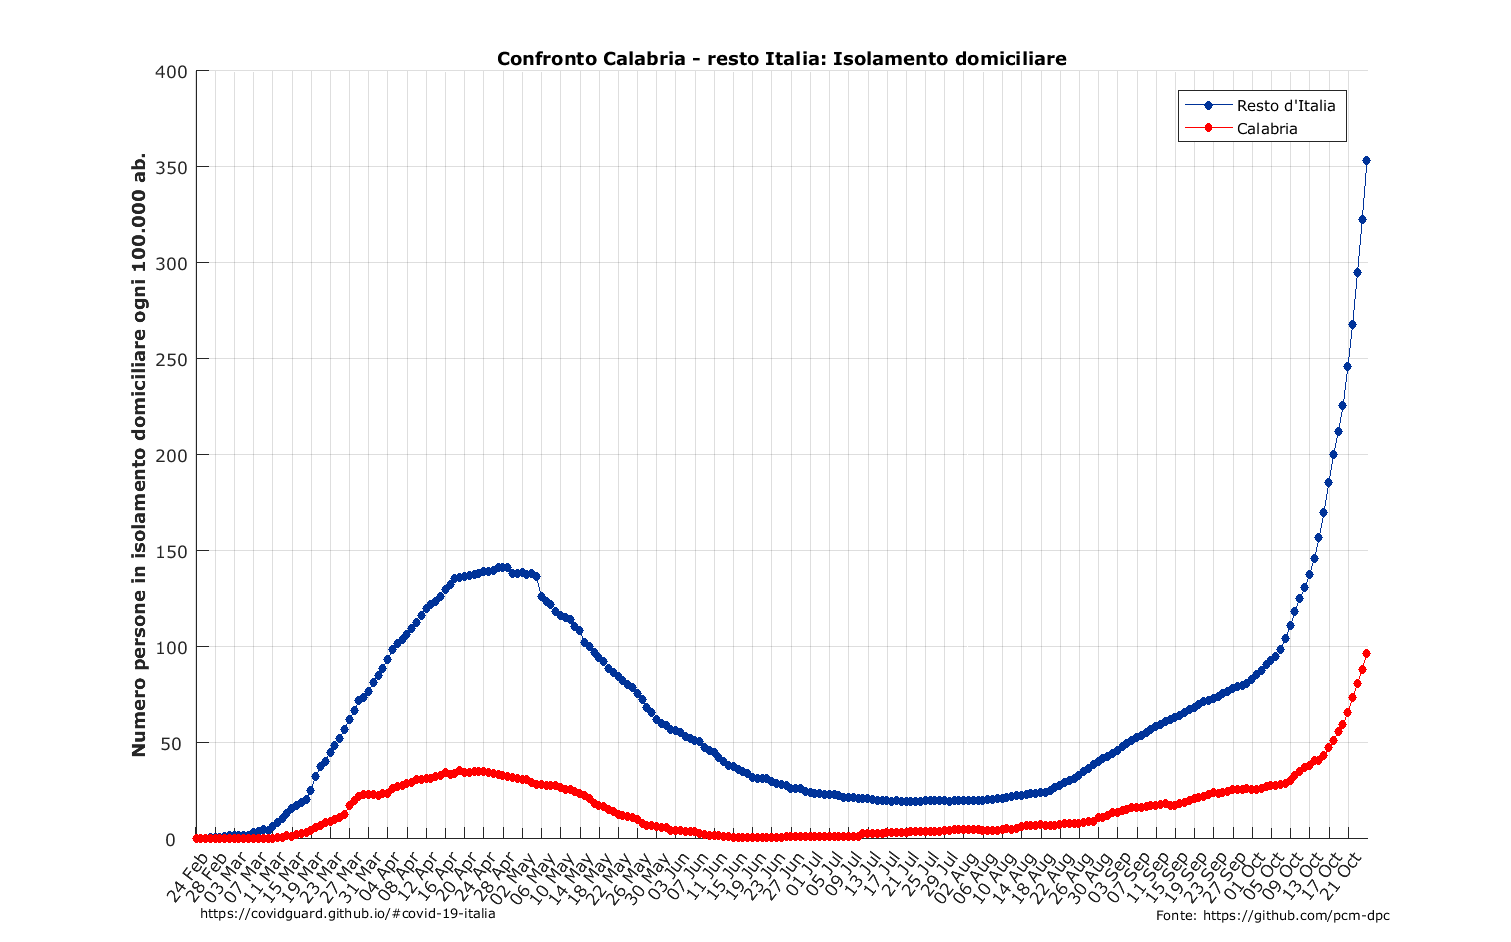 Confronto Calabria - resto Italia: Isolamento domiciliare
Numero persone in isolamento domiciliare ogni 100.000 ab.
400
350
300
250
200
150
100
50
0
Resto d'Italia
Calabria
24 Feb
28 Feb
03 Mar
07 Mar
11 Mar
15 Mar
19 Mar
23 Mar
27 Mar
31 Mar
04 Apr
08 Apr
12 Apr
16 Apr
20 Apr
24 Apr
28 Apr
02 May
06 May
10 May
14 May
18 May
22 May
26 May
30 May
03 Jun
07 Jun
11 Jun
15 Jun
19 Jun
23 Jun
27 Jun
01 Jul
05 Jul
09 Jul
13 Jul
17 Jul
21 Jul
25 Jul
29 Jul
02 Aug
06 Aug
10 Aug
14 Aug
18 Aug
22 Aug
26 Aug
30 Aug
03 Sep
07 Sep
11 Sep
15 Sep
19 Sep
23 Sep
27 Sep
01 Oct
05 Oct
09 Oct
13 Oct
17 Oct
21 Oct
https://covidguard.github.io/#covid-19-italia
Fonte: https://github.com/pcm-dpc